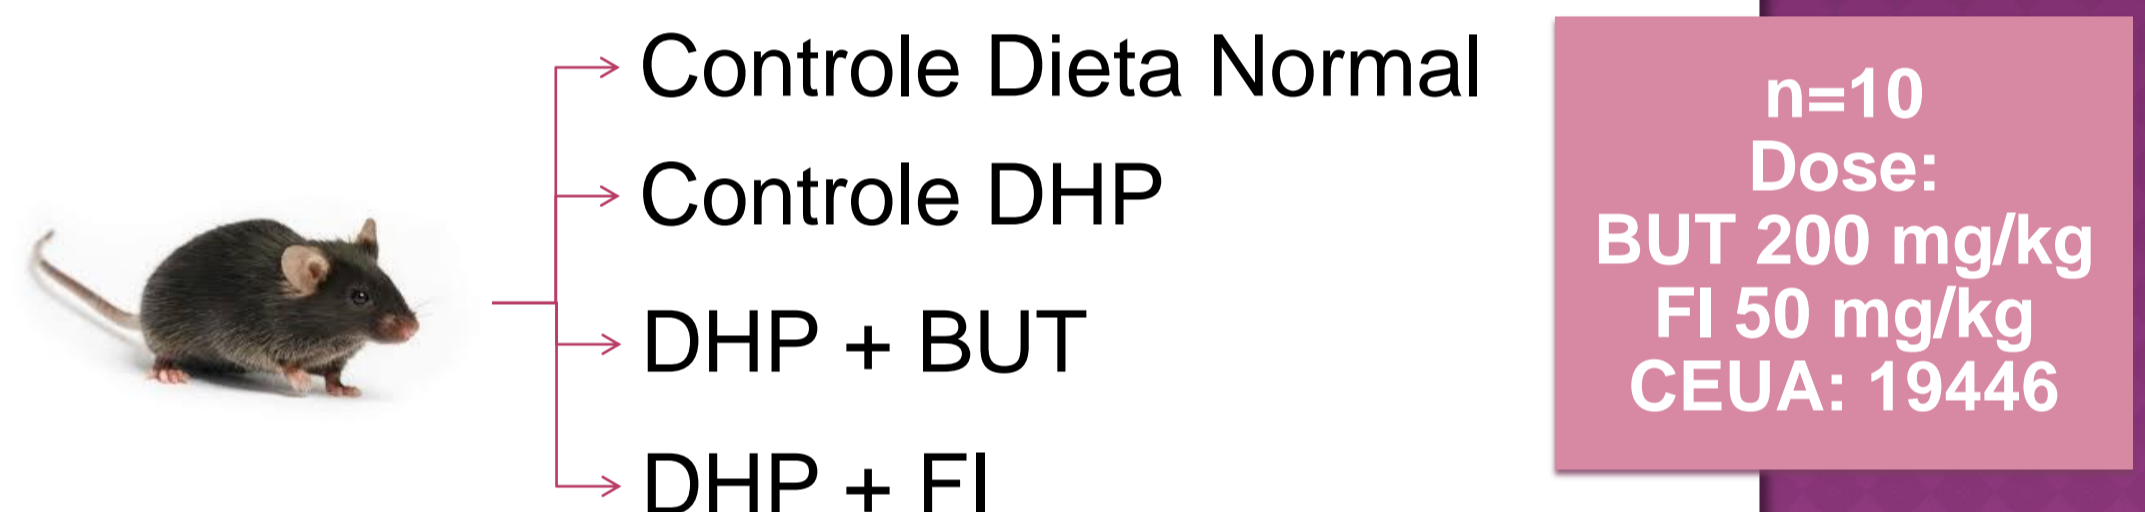 Controle Dieta Normal
Controle DHP
DHP + BUT
DHP + FI
n=10
Dose:
BUT 200 mg/kg
FI 50 mg/kg
CEUA: 19446